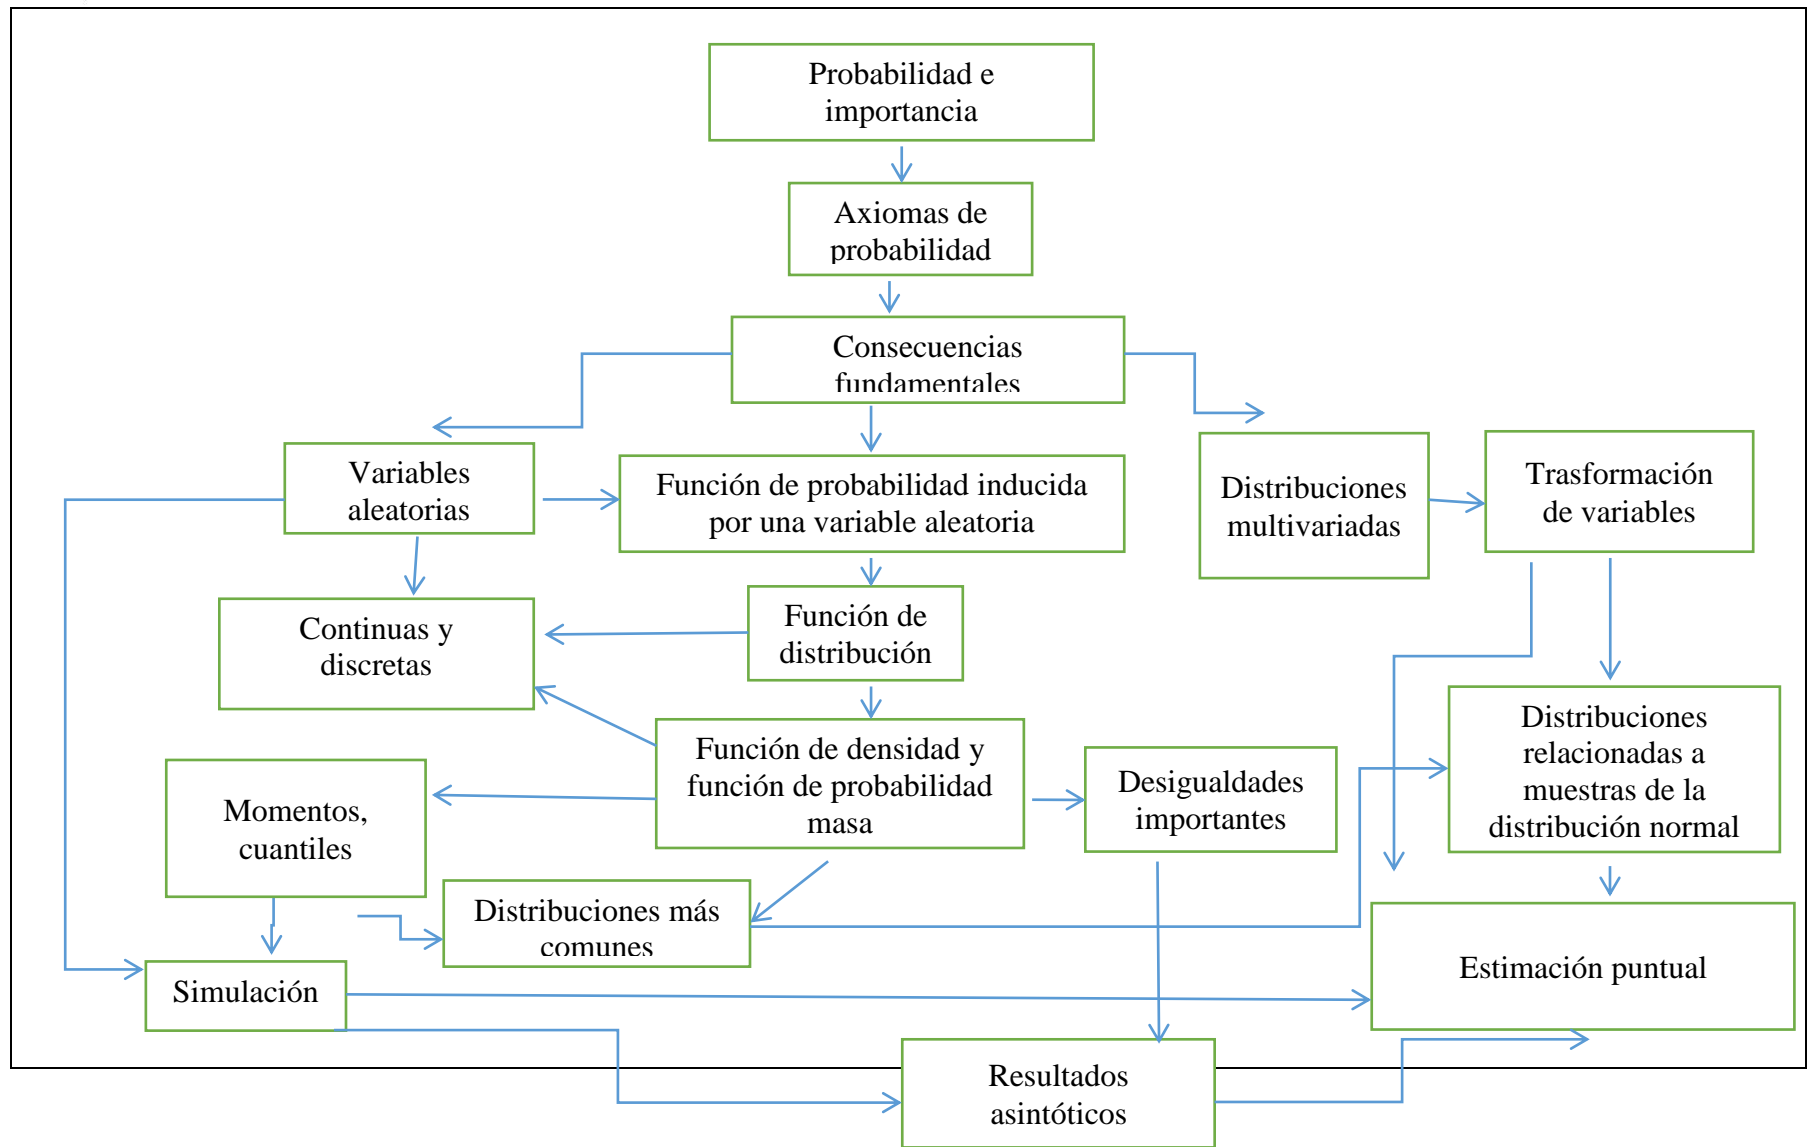 Probabilidad e
importancia
Axiomas de
probabilidad
Consecuencias
fundamentales
Variables
aleatorias
Función de probabilidad inducida
por una variable aleatoria
Distribuciones
multivariadas
Trasformación
de variables
Continuas y
discretas
Función de
distribución
Función de densidad y
función de probabilidad
masa
Desigualdades
importantes
Distribuciones
relacionadas a
muestras de la
distribución normal
Momentos,
cuantiles
Distribuciones más
comunes
Simulación
Estimación puntual
Resultados
asintóticos